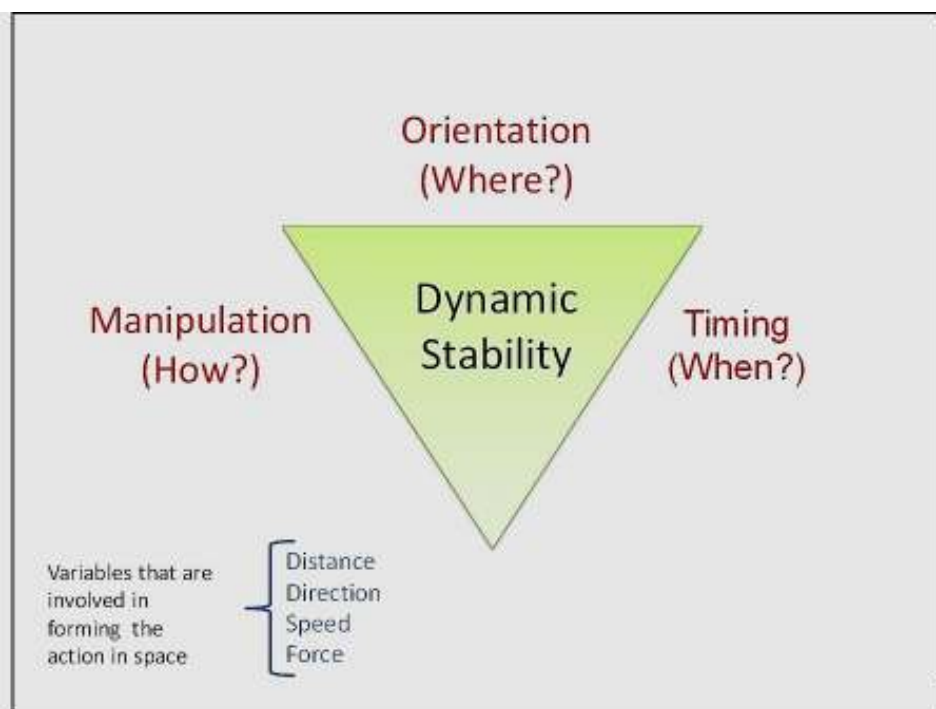 Orientation
(Where?)
Dynamic
Stability
Manipulation
(How?)
Timing
(When?)
Variables that are
involved in
forming the
action in space
Distance
Direction
Speed
Force